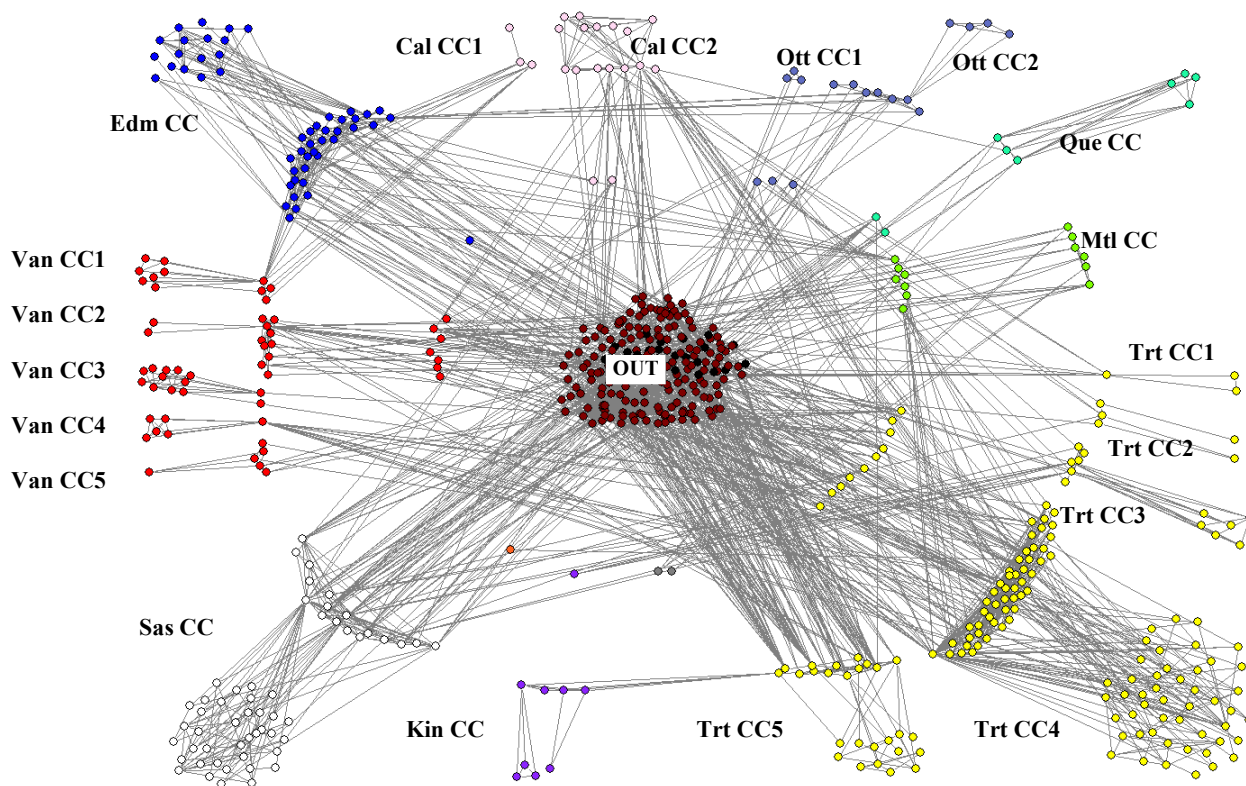 Cal CC1
Cal CC2
Ott CC1
Ott CC2
Edm CC
Que CC
Van CC1
Mtl CC
Van CC2
Van CC3
OUT
Trt CC1
Van CC4
Trt CC2
Van CC5
Trt CC3
Sas CC
Kin CC
Trt CC5
Trt CC4